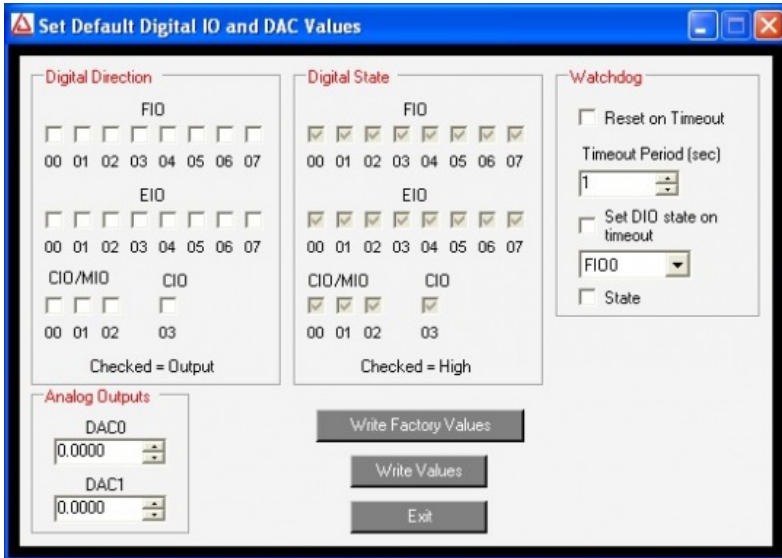 Set Default Digital IO and DAC Values
Digital Direction
FIO
00 01 02 03 04 05 06 07
EIO
00 01 02 03 04 05 06 07
CIO/MIO CIO
00 01 02 03
Checked = Output
Digital State
FIO
00 01 02 03 04 05 06 07
EIO
00 01 02 03 04 05 06 07
CIO/MIO CIO
00 01 02 03
Checked = High
Watchdog
Reset on Timeout
Timeout Period (sec)
1
Set DIO state on
timeout
FIO0
State
Analog Outputs
DAC0
0.0000
DAC1
0.0000
Write Factory Values
Write Values
Exit